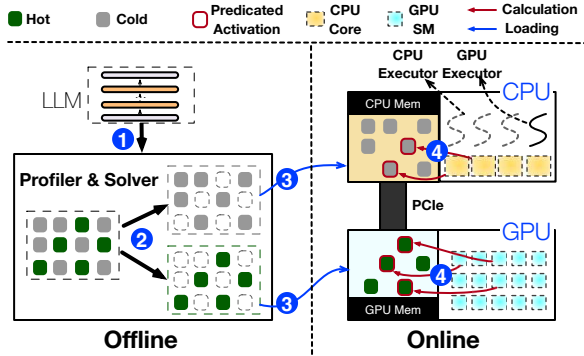 Hot
Cold
Predicated
Activation
CPU
Core
GPU
SM
Calculation
Loading
LLM
1
Profiler & Solver
2
3
3
Offline
CPU
Executor
GPU
Executor
CPU
CPU Mem
4
PCIe
GPU
4
GPU Mem
Online